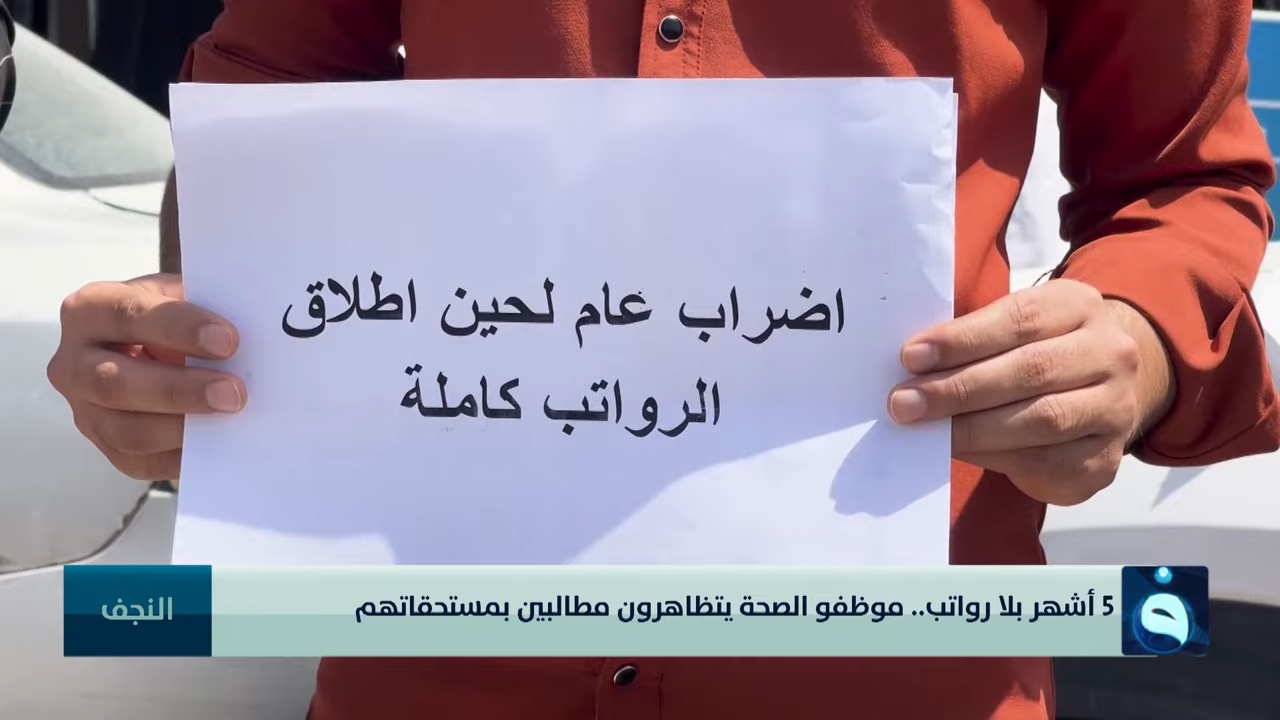 اضراب عام لحين اطلاق
الرواتب كاملة
5 أشهر بلا رواتب.. موظفو الصحة يتظاهرون مطالبين بمستحقاتهم
النجف